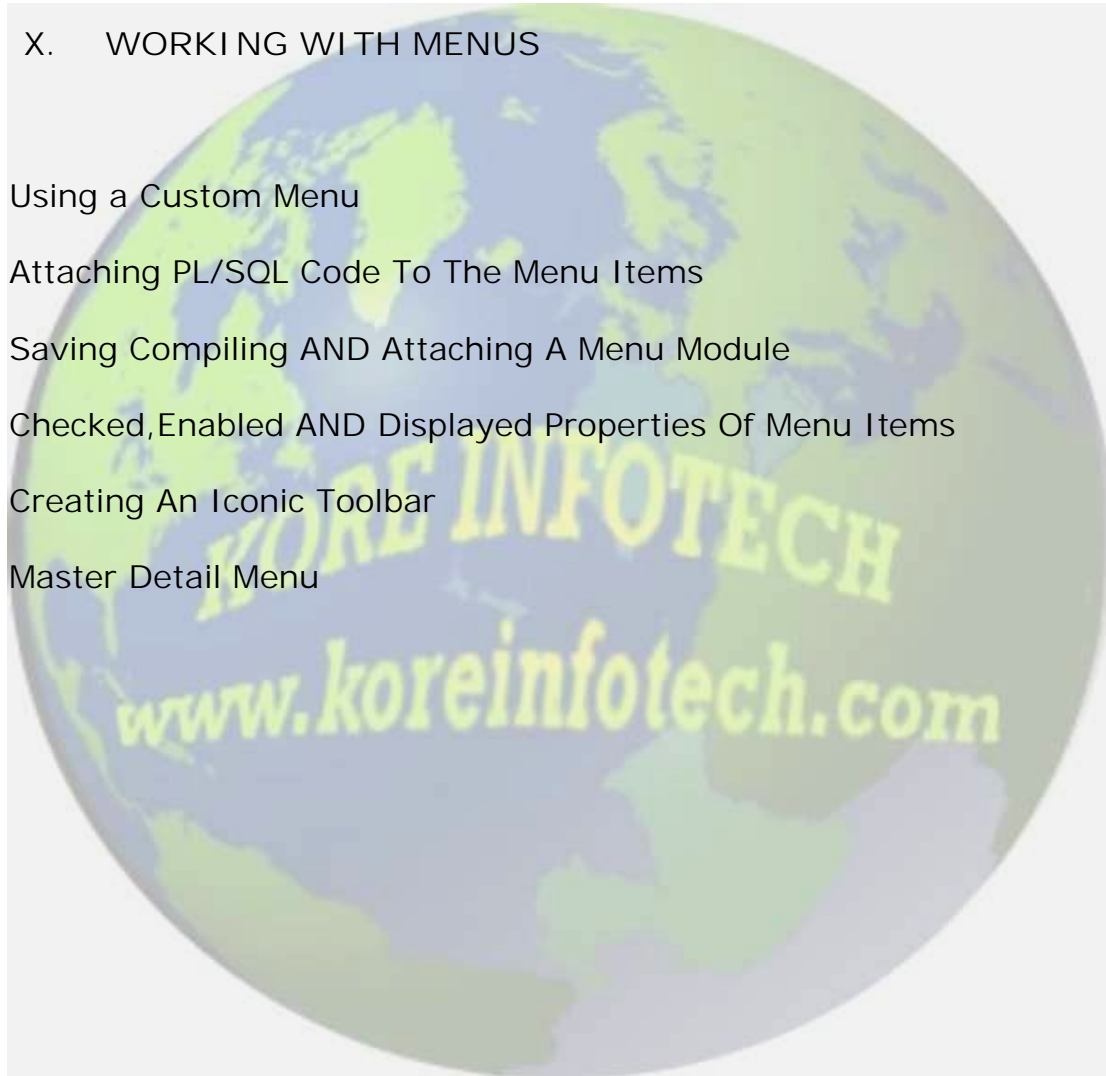 X. WORKING WITH MENUS
Using a Custom Menu
Attaching PL/SQL Code To The Menu Items
Saving Compiling AND Attaching A Menu Module
Checked,Enabled AND Displayed Properties Of Menu Items
Creating An Iconic Toolbar
Master Detail Menu
KORE INFOTECH
www.koreinfotech.com